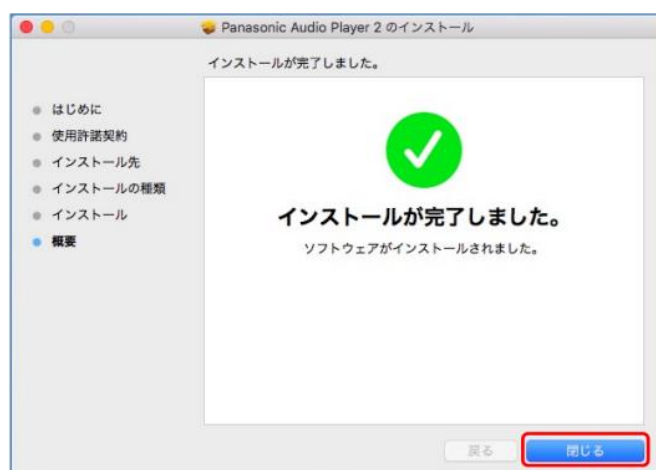 Panasonic Audio Player 2 のインストール
インストールが完了しました。
はじめに
使用許諾契約
インストール先
インストールの種類
インストール
概要
インストールが完了しました。
ソフトウェアがインストールされました。
戻る
閉じる